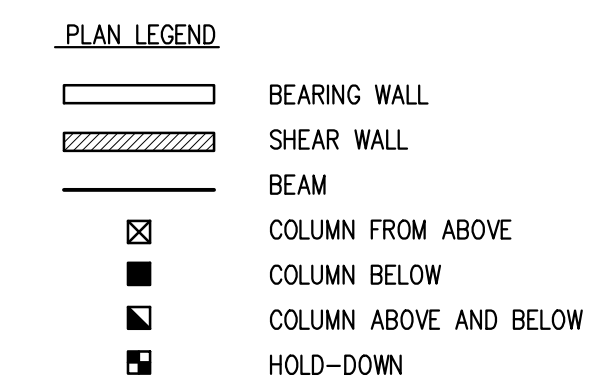 PLAN LEGEND
BEARING WALL
SHEAR WALL
BEAM
COLUMN FROM ABOVE
COLUMN BELOW
COLUMN ABOVE AND BELOW
HOLD-DOWN